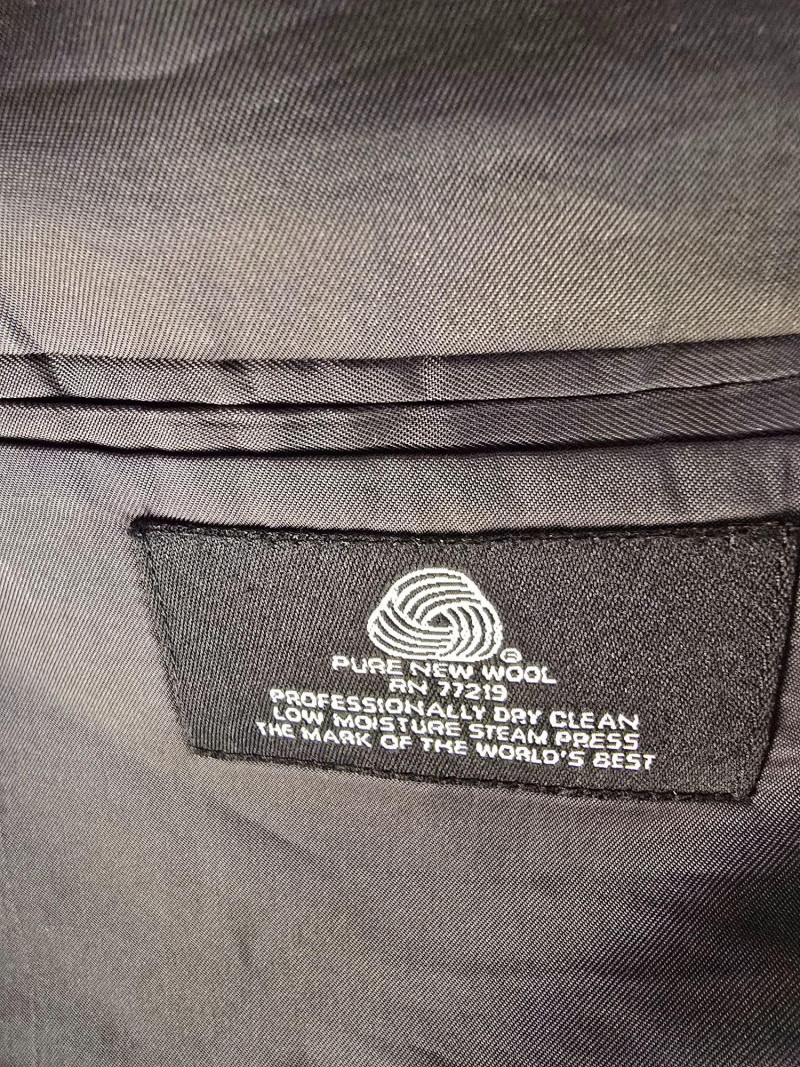 ®
PURE NEW WOOL
RN 77219
PROFESSIONALLY DRY CLEAN
LOW MOISTURE STEAM PRESS
THE MARK OF THE WORLD'S BEST